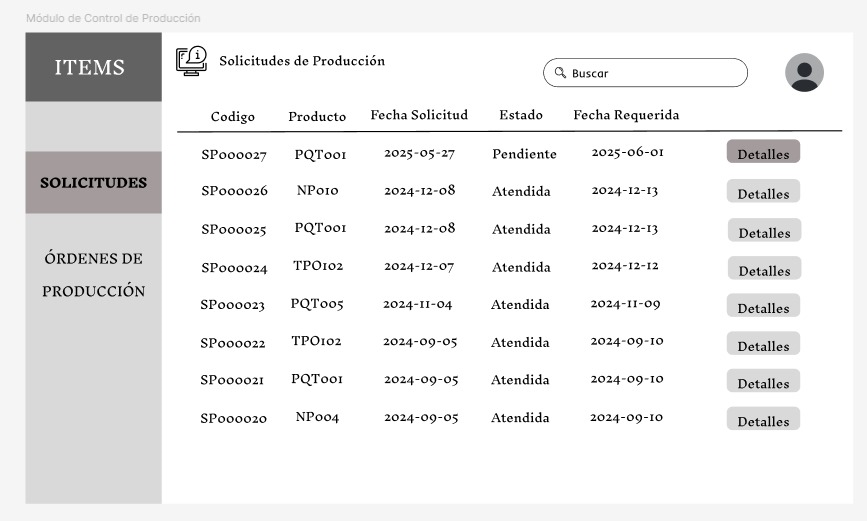 Módulo de Control de Producción
ITEMS
Solicitudes de Producción
Buscar
Codigo Producto Fecha Solicitud Estado Fecha Requerida
SP000027 PQT001 2025-05-27 Pendiente 2025-06-01 Detalles
SOLICITUDES
SP000026 NP010 2024-12-08 Atendida 2024-12-13 Detalles
SP000025 PQT001 2024-12-08 Atendida 2024-12-13 Detalles
ÓRDENES DE
PRODUCCIÓN
SP000024 TPO102 2024-12-07 Atendida 2024-12-12 Detalles
SP000023 PQT005 2024-11-04 Atendida 2024-11-09 Detalles
SP000022 TPO102 2024-09-05 Atendida 2024-09-10 Detalles
SP000021 PQT001 2024-09-05 Atendida 2024-09-10 Detalles
SP000020 NP004 2024-09-05 Atendida 2024-09-10 Detalles